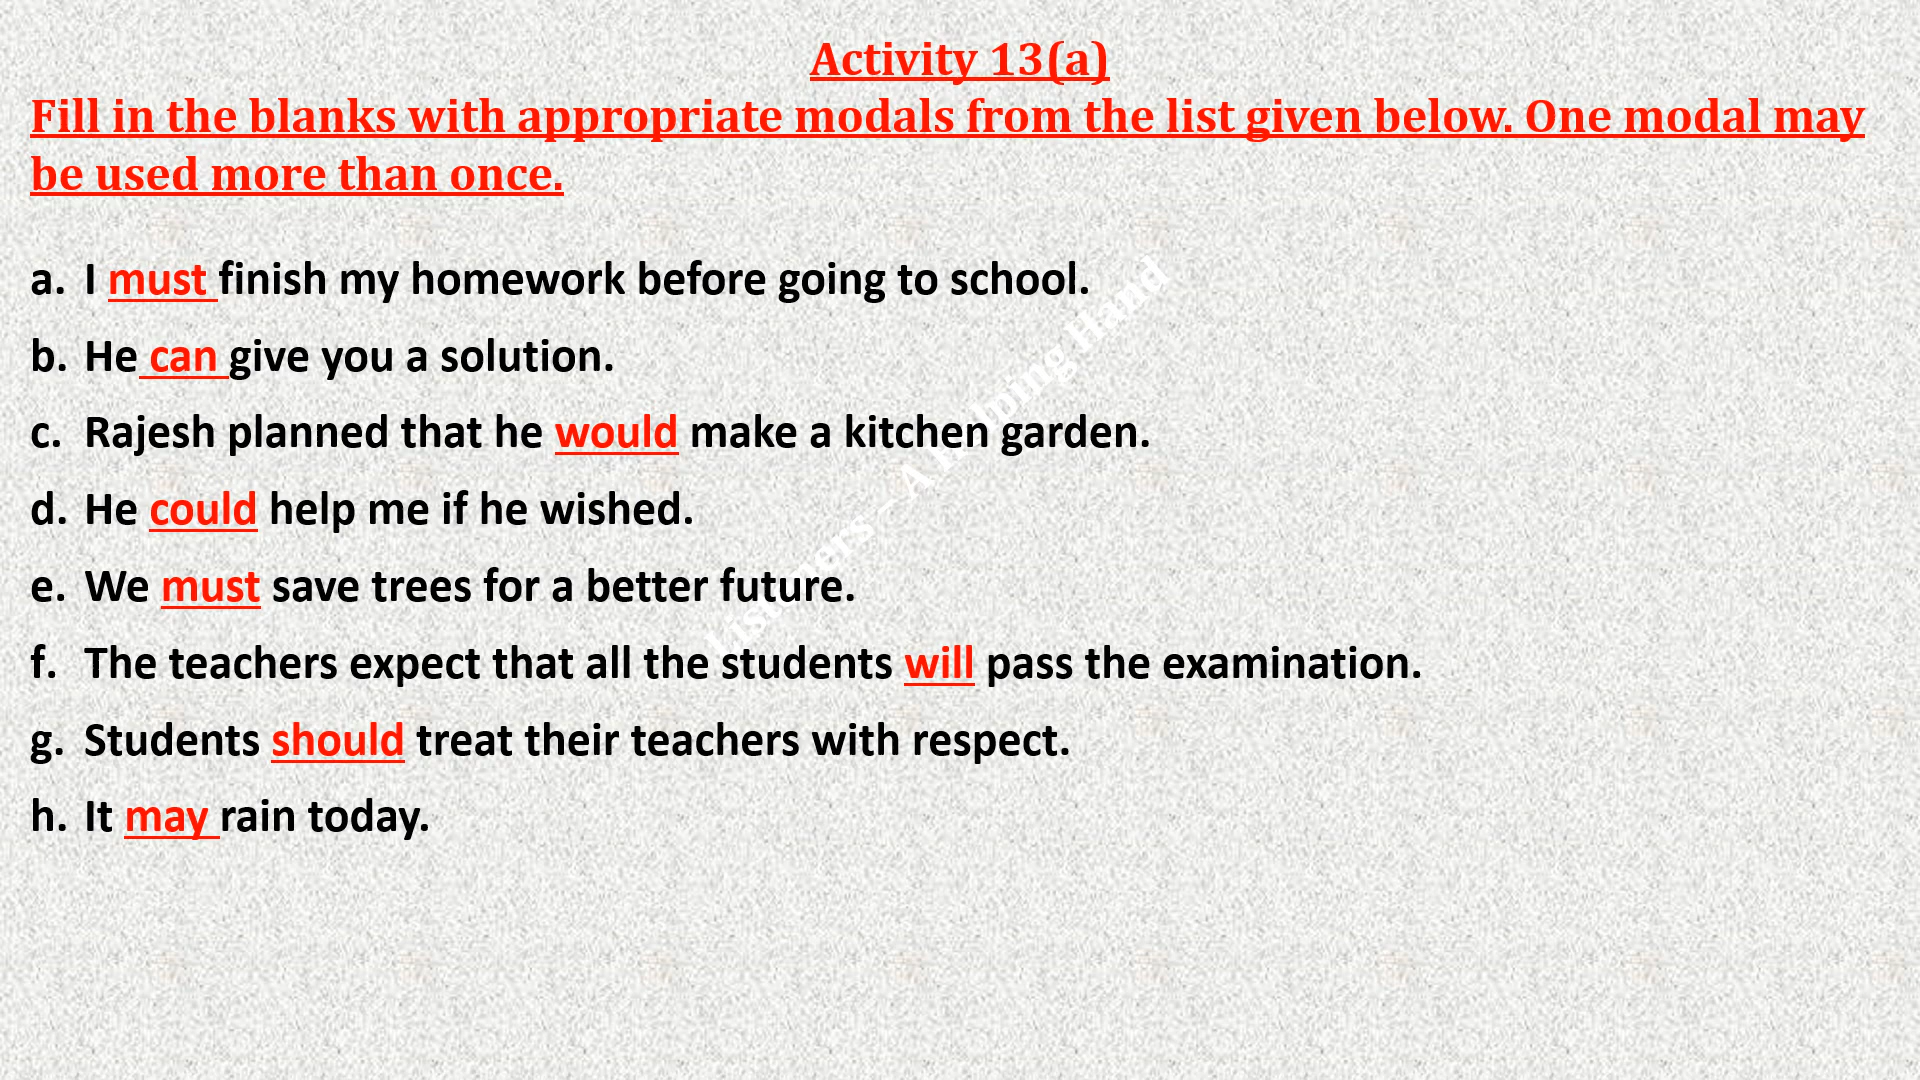 Activity 13(a)
Fill in the blanks with appropriate modals from the list given below. One modal may
be used more than once.
a. I must finish my homework before going to school.
b. He can give you a solution.
c. Rajesh planned that he would make a kitchen garden.
d. He could help me if he wished.
e. We must save trees for a better future.
f. The teachers expect that all the students will pass the examination.
g. Students should treat their teachers with respect.
h. It may rain today.
A Helping Hand